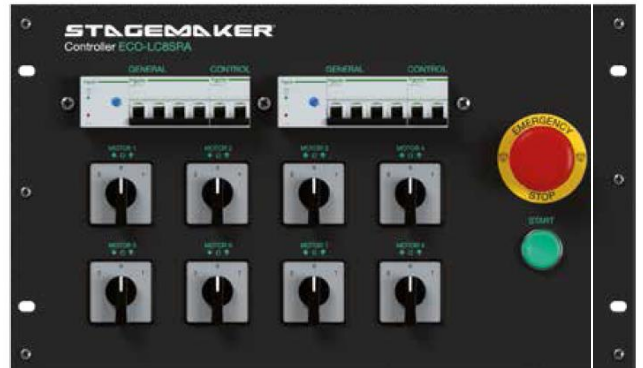 STAGEMAKER
Controller ECO-LC8SRA
GENERAL CONTROL GENERAL CONTROL
EMERGENCY
STOP
MOTOR 1 MOTOR 2 MOTOR 3 MOTOR 4
START
MOTOR 5 MOTOR 6 MOTOR 7 MOTOR 8